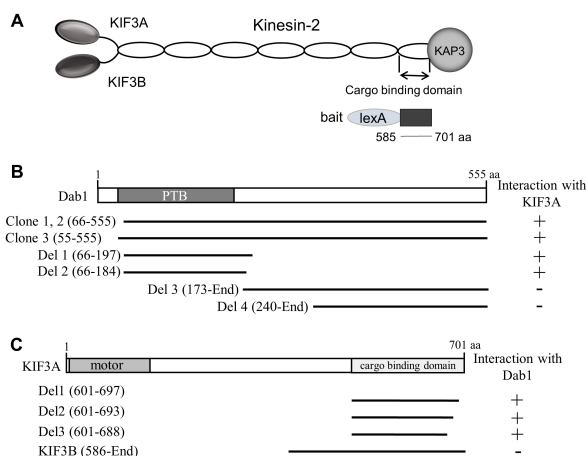 A
KIF3A
Kinesin-2
KAP3
KIF3B
Cargo binding domain
bait lexA
585 701 aa
B
1 555 aa
Interaction with KIF3A
Dab1 PTB
Clone 1, 2 (66-555) +
Clone 3 (55-555) +
Del 1 (66-197) +
Del 2 (66-184) +
Del 3 (173-End) -
Del 4 (240-End) -
C
1 701 aa
Interaction with Dab1
KIF3A motor cargo binding domain
Del1 (601-697) +
Del2 (601-693) +
Del3 (601-688) +
KIF3B (586-End) -